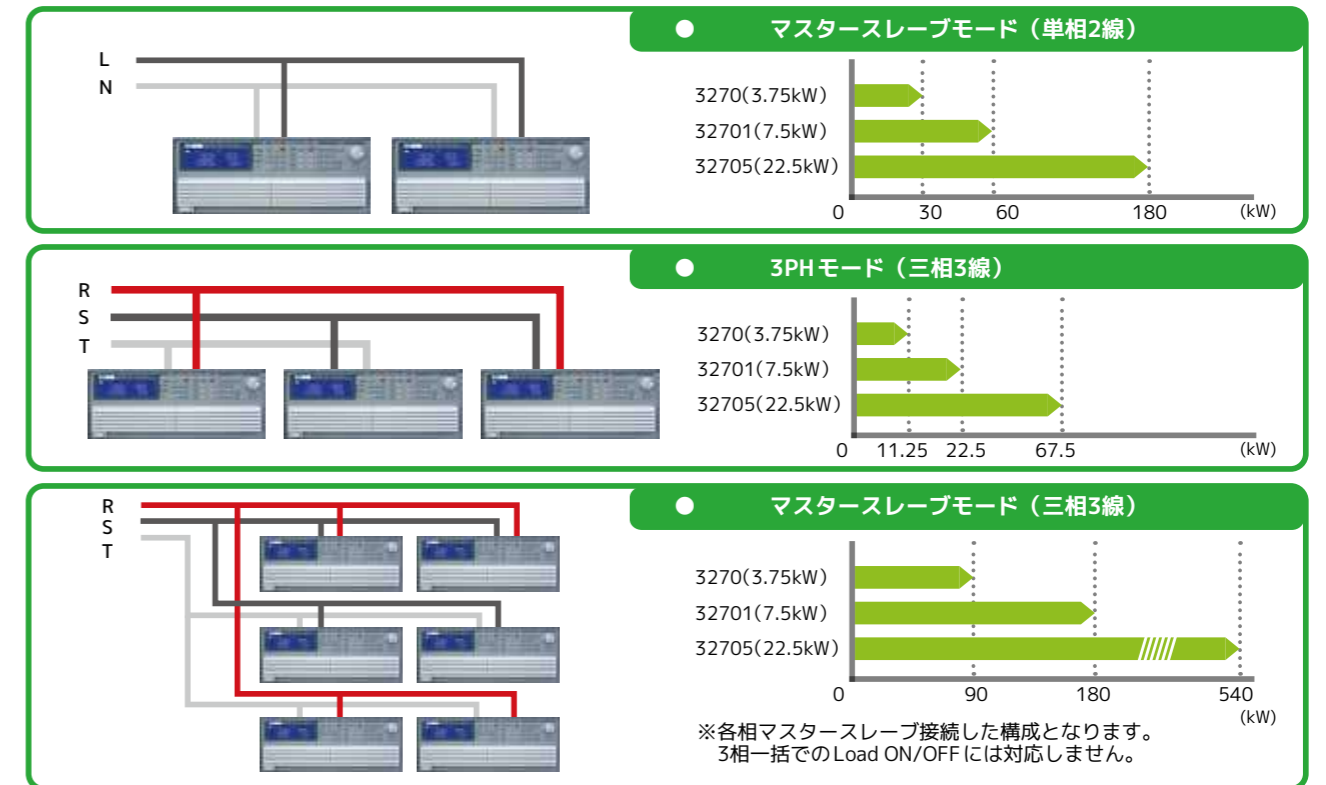 ● マスタースレーブモード（単相2線）
L
N
3270(3.75kW)
32701(7.5kW)
32705(22.5kW)
0 30 60 180 (kW)
● 3PHモード（三相3線）
R
S
T
3270(3.75kW)
32701(7.5kW)
32705(22.5kW)
0 11.25 22.5 67.5 (kW)
● マスタースレーブモード（三相3線）
R
S
T
3270(3.75kW)
32701(7.5kW)
32705(22.5kW)
0 90 180 540
(kW)
※各相マスタースレーブ接続した構成となります。
3相一括でのLoad ON/OFFには対応しません。